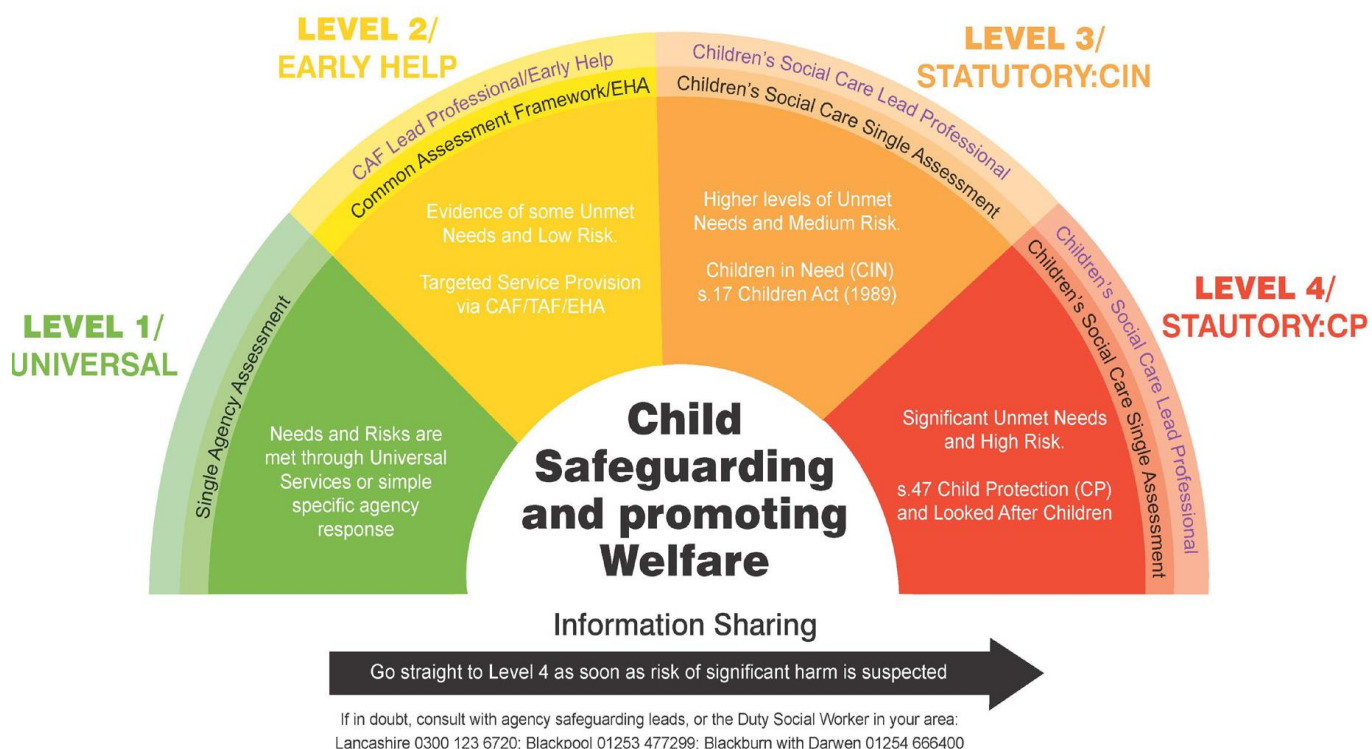 LEVEL 1/
UNIVERSAL
Single Agency Assessment
Needs and Risks are
met through Universal
Services or simple
specific agency
response
LEVEL 2/
EARLY HELP
CAF Lead Professional/Early Help
Common Assessment Framework/EHA
Evidence of some Unmet
Needs and Low Risk.
Targeted Service Provision
via CAF/TAF/EHA
LEVEL 3/
STATUTORY:CIN
Children's Social Care Lead Professional
Children's Social Care Single Assessment
Higher levels of Unmet
Needs and Medium Risk.
Children in Need (CIN)
s.17 Children Act (1989)
LEVEL 4/
STAUTORY:CP
Children's Social Care Lead Professional
Children's Social Care Single Assessment
Significant Unmet Needs
and High Risk.
s.47 Child Protection (CP)
and Looked After Children
Child
Safeguarding
and promoting
Welfare
Information Sharing
Go straight to Level 4 as soon as risk of significant harm is suspected
If in doubt, consult with agency safeguarding leads, or the Duty Social Worker in your area:
Lancashire 0300 123 6720; Blackpool 01253 477299; Blackburn with Darwen 01254 666400